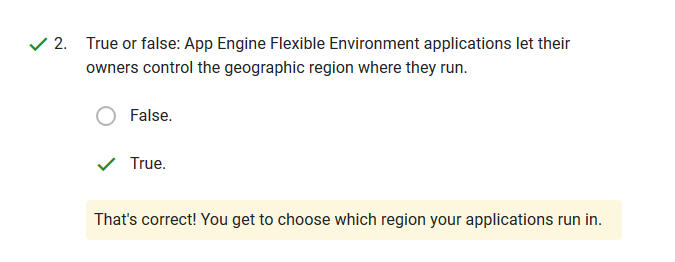 2. True or false: App Engine Flexible Environment applications let their
owners control the geographic region where they run.
False.
True.
That's correct! You get to choose which region your applications run in.